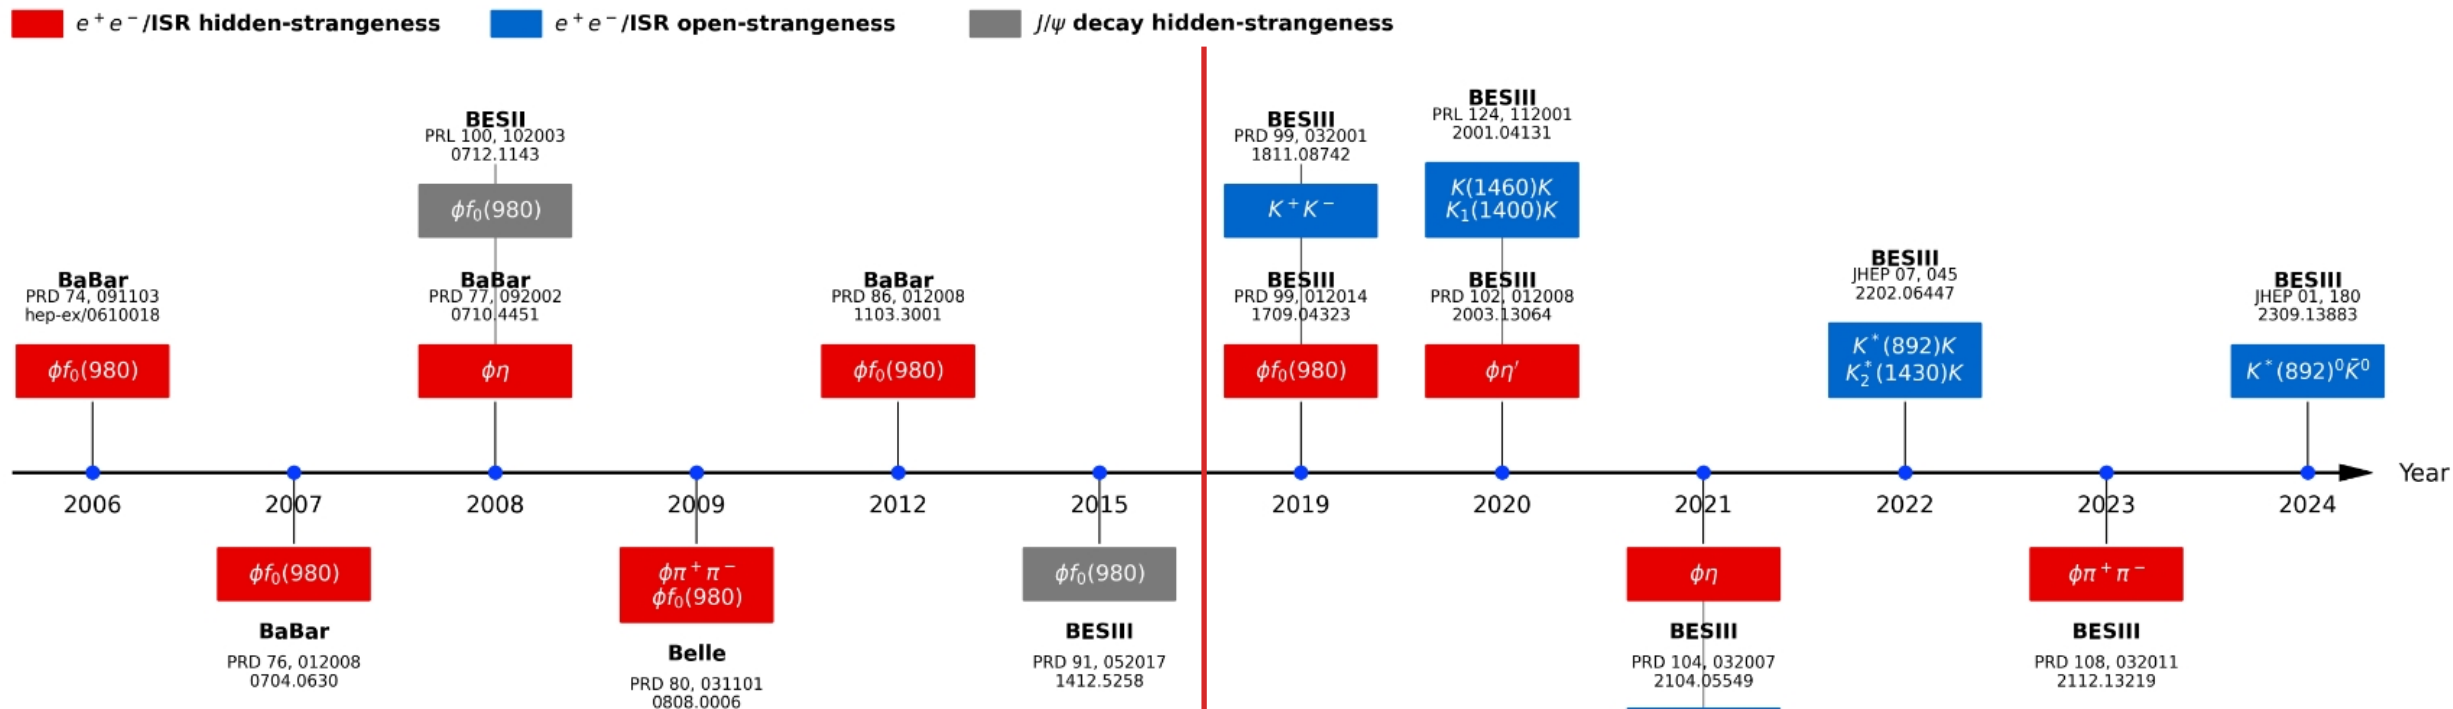 e⁺e⁻/ISR hidden-strangeness
e⁺e⁻/ISR open-strangeness
J/ψ decay hidden-strangeness
BESII
PRL 100, 102003
0712.1143
ϕf₀(980)
BESIII
PRD 99, 032001
1811.08742
K⁺K⁻
BESIII
PRL 124, 112001
2001.04131
K(1460)K
K₁(1400)K
BaBar
PRD 74, 091103
hep-ex/0610018
ϕf₀(980)
BaBar
PRD 77, 092002
0710.4451
ϕη
BaBar
PRD 86, 012008
1103.3001
ϕf₀(980)
BESIII
PRD 99, 012014
1709.04323
ϕf₀(980)
BESIII
PRD 102, 012008
2003.13064
ϕη′
BESIII
JHEP 07, 045
2202.06447
K*(892)K
K₂*(1430)K
BESIII
JHEP 01, 180
2309.13883
K*(892)⁰K̄⁰
Year
2006
2007
2008
2009
2012
2015
2019
2020
2021
2022
2023
2024
ϕf₀(980)
BaBar
PRD 76, 012008
0704.0630
ϕπ⁺π⁻
ϕf₀(980)
Belle
PRD 80, 031101
0808.0006
ϕf₀(980)
BESIII
PRD 91, 052017
1412.5258
ϕη
BESIII
PRD 104, 032007
2104.05549
ϕπ⁺π⁻
BESIII
PRD 108, 032011
2112.13219